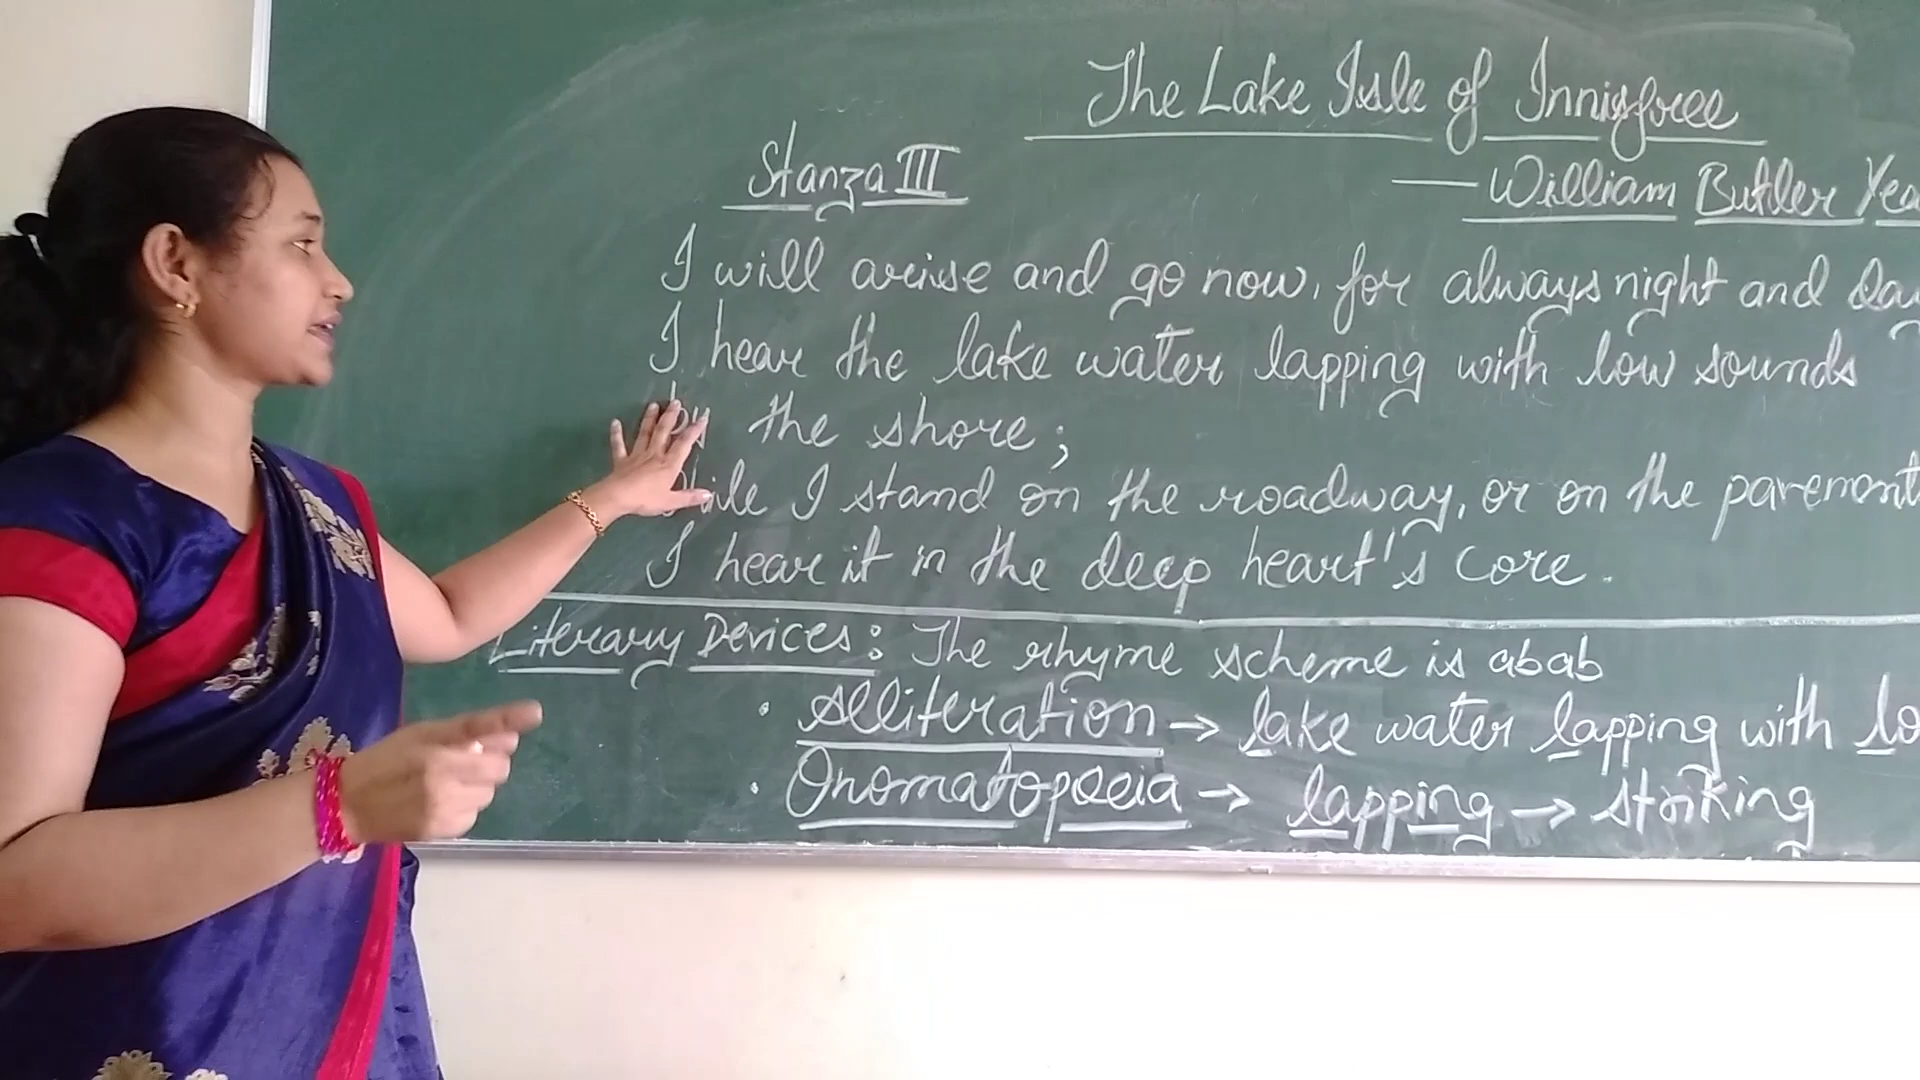 The Lake Isle of Innisfree
Stanza III
— William Butler Yea
I will arise and go now, for always night and day
I hear the lake water lapping with low sounds
by the shore;
While I stand on the roadway, or on the pavement
I hear it in the deep heart's core.
Literary Devices: The rhyme scheme is abab
• Alliteration → lake water lapping with lo
• Onomatopoeia → lapping → striking